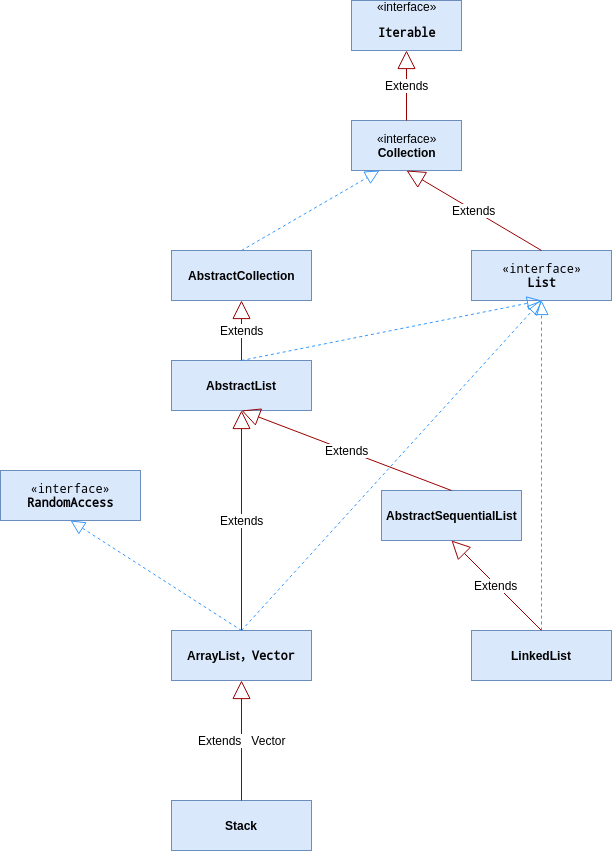 «interface»
Iterable
Extends
«interface»
Collection
Extends
AbstractCollection
«interface»
List
Extends
AbstractList
Extends
«interface»
RandomAccess
AbstractSequentialList
Extends
Extends
ArrayList, Vector
LinkedList
Extends Vector
Stack